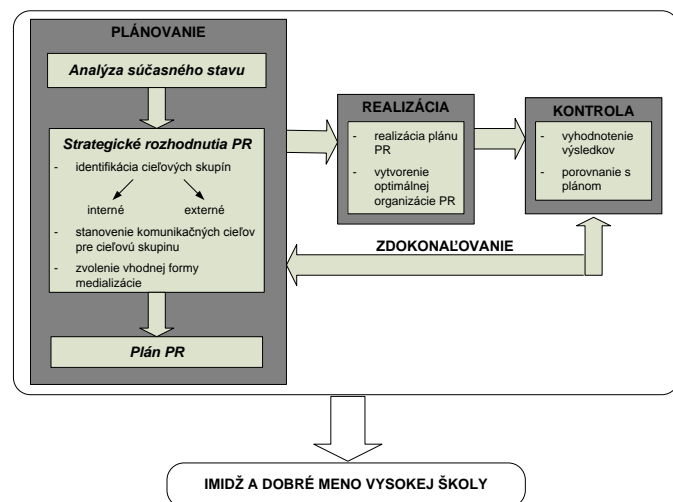 PLÁNOVANIE
Analýza súčasného stavu
Strategické rozhodnutia PR
- identifikácia cieľových skupín
interné externé
- stanovenie komunikačných cieľov
pre cieľovú skupinu
- zvolenie vhodnej formy
medializácie
Plán PR
REALIZÁCIA
- realizácia plánu
PR
- vytvorenie
optimálnej
organizácie PR
KONTROLA
- vyhodnotenie
výsledkov
- porovnanie s
plánom
ZDOKONAĽOVANIE
IMIDŽ A DOBRÉ MENO VYSOKEJ ŠKOLY